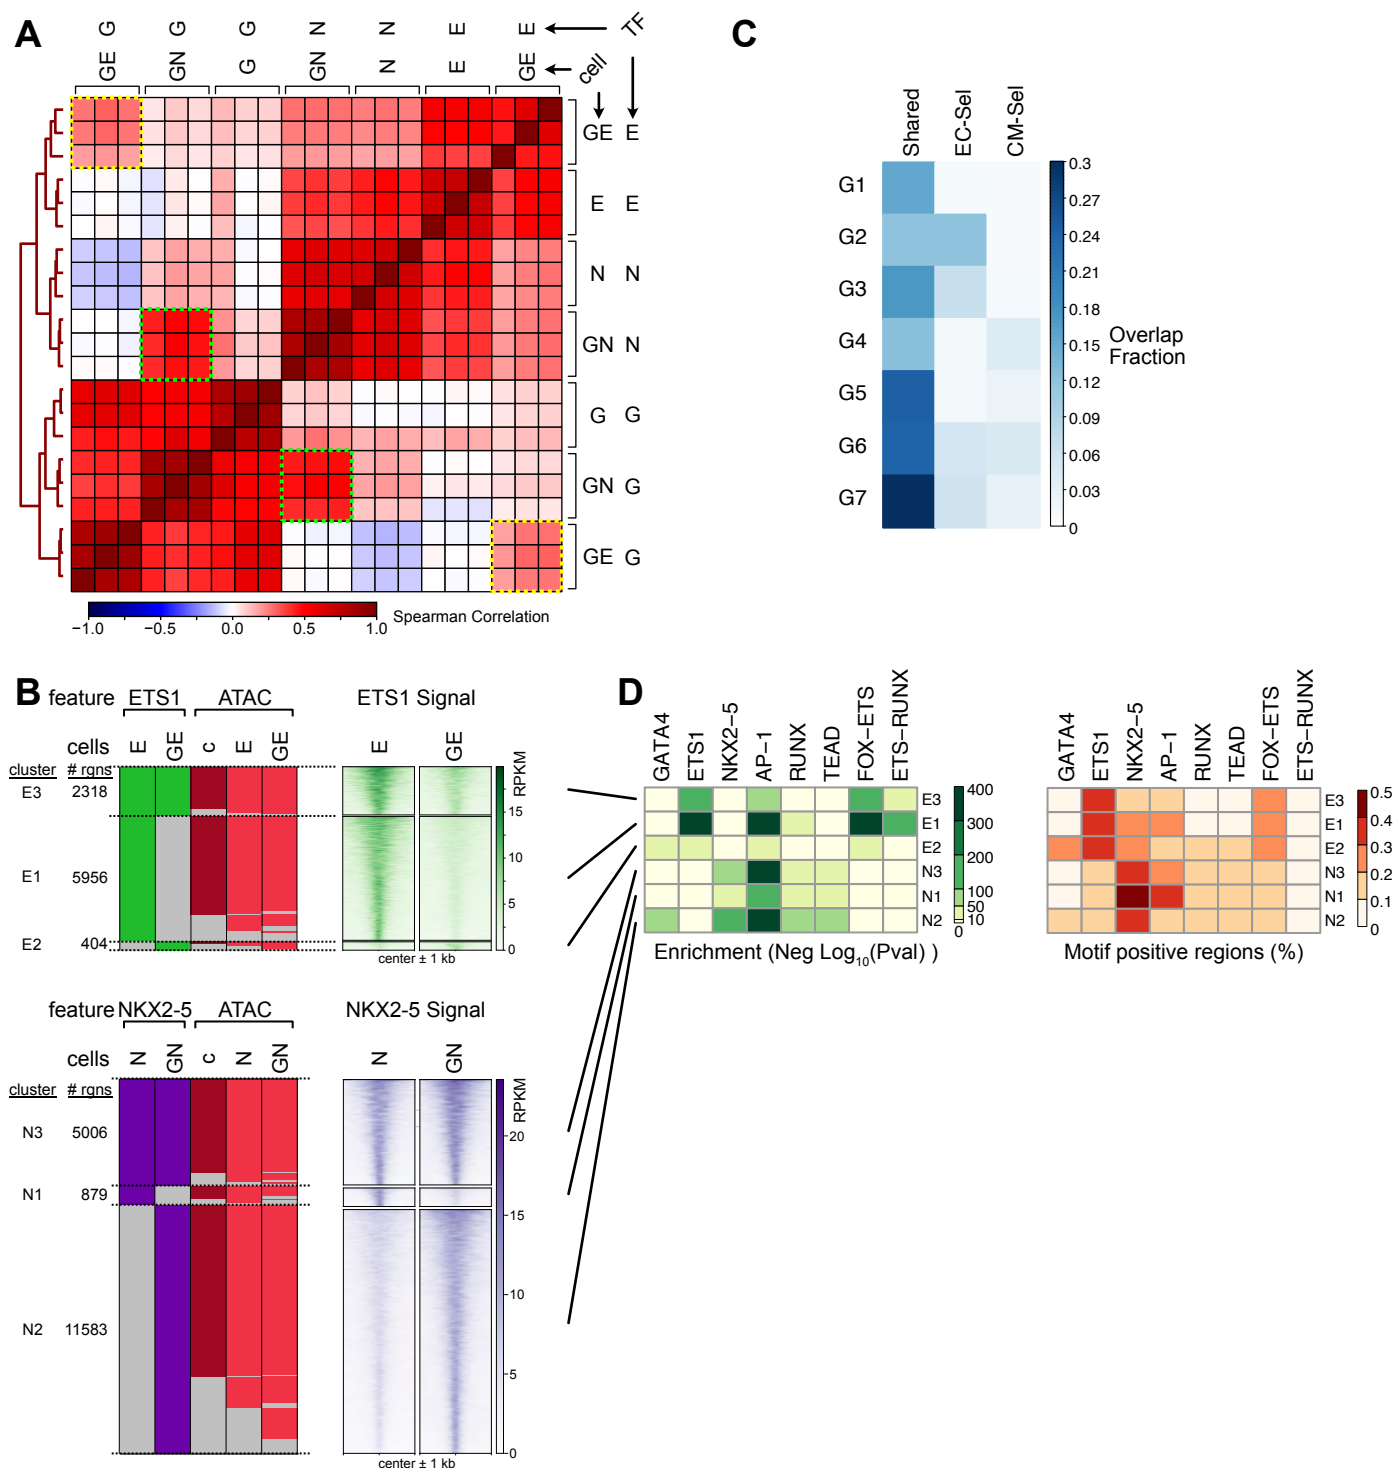 A
G G G N N E E TF
GE GN G GN N E GE cell
GE E
E E
N N
GN N
G G
GN G
GE G
−1.0 −0.5 0.0 0.5 1.0
Spearman Correlation
C
Shared EC-Sel CM-Sel
G1
G2
G3
G4
G5
G6
G7
0.3
0.27
0.24
0.21
0.18
0.15
0.12
0.09
0.06
0.03
0
Overlap
Fraction
B
feature ETS1 ATAC ETS1 Signal
cells E GE c E GE E GE
cluster # rgns
E3 2318
E1 5956
E2 404
RPKM
15
10
5
0
center ± 1 kb
feature NKX2-5 ATAC NKX2-5 Signal
cells N GN c N GN N GN
cluster # rgns
N3 5006
N1 879
N2 11583
RPKM
20
15
10
5
0
center ± 1 kb
D
GATA4 ETS1 NKX2−5 AP−1 RUNX TEAD FOX−ETS ETS−RUNX
E3
E1
E2
N3
N1
N2
400
300
200
100
50
10
0
Enrichment (Neg Log10(Pval) )
GATA4 ETS1 NKX2−5 AP−1 RUNX TEAD FOX−ETS ETS−RUNX
E3
E1
E2
N3
N1
N2
0.5
0.4
0.3
0.2
0.1
0
Motif positive regions (%)